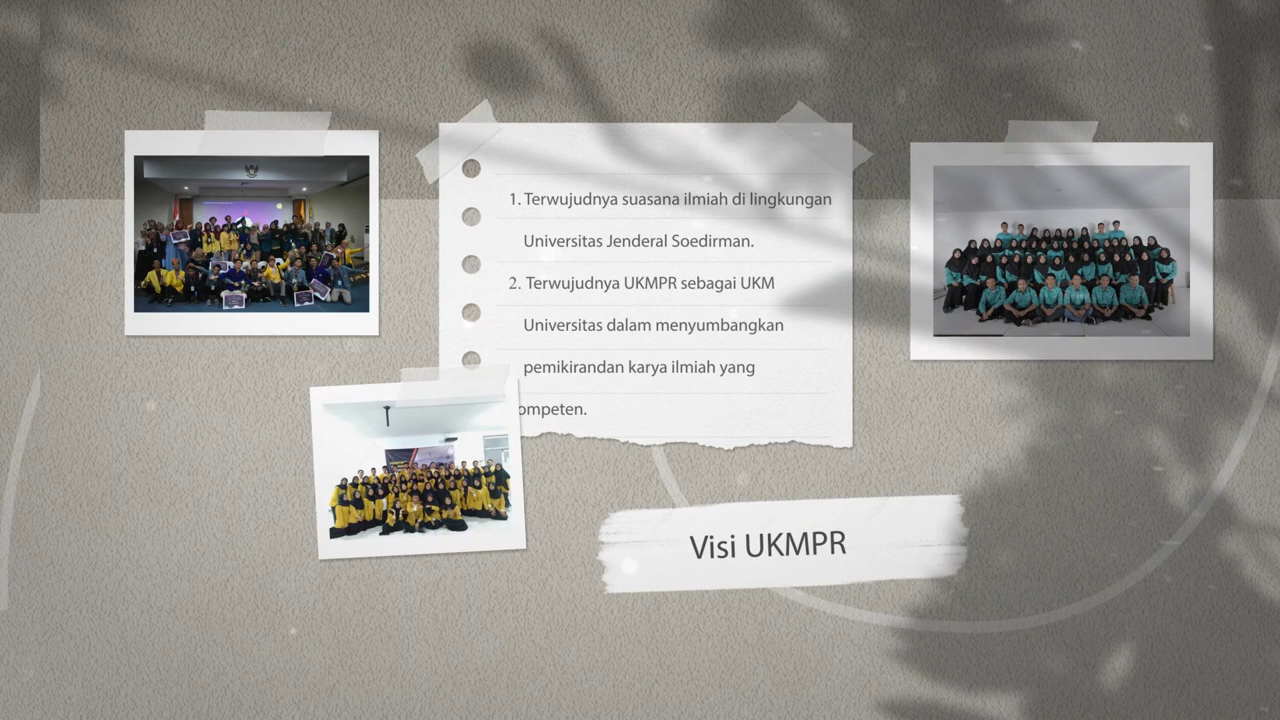 1. Terwujudnya suasana ilmiah di lingkungan
Universitas Jenderal Soedirman.
2. Terwujudnya UKMPR sebagai UKM
Universitas dalam menyumbangkan
pemikirandan karya ilmiah yang
ompeten.
Visi UKMPR